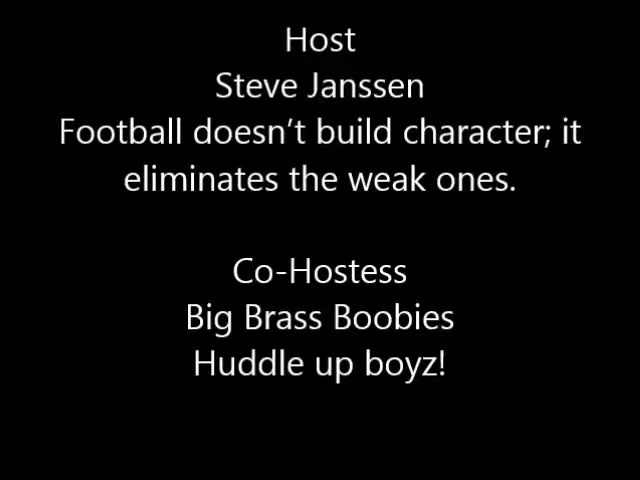 Host
Steve Janssen
Football doesn’t build character; it
eliminates the weak ones.
Co-Hostess
Big Brass Boobies
Huddle up boyz!